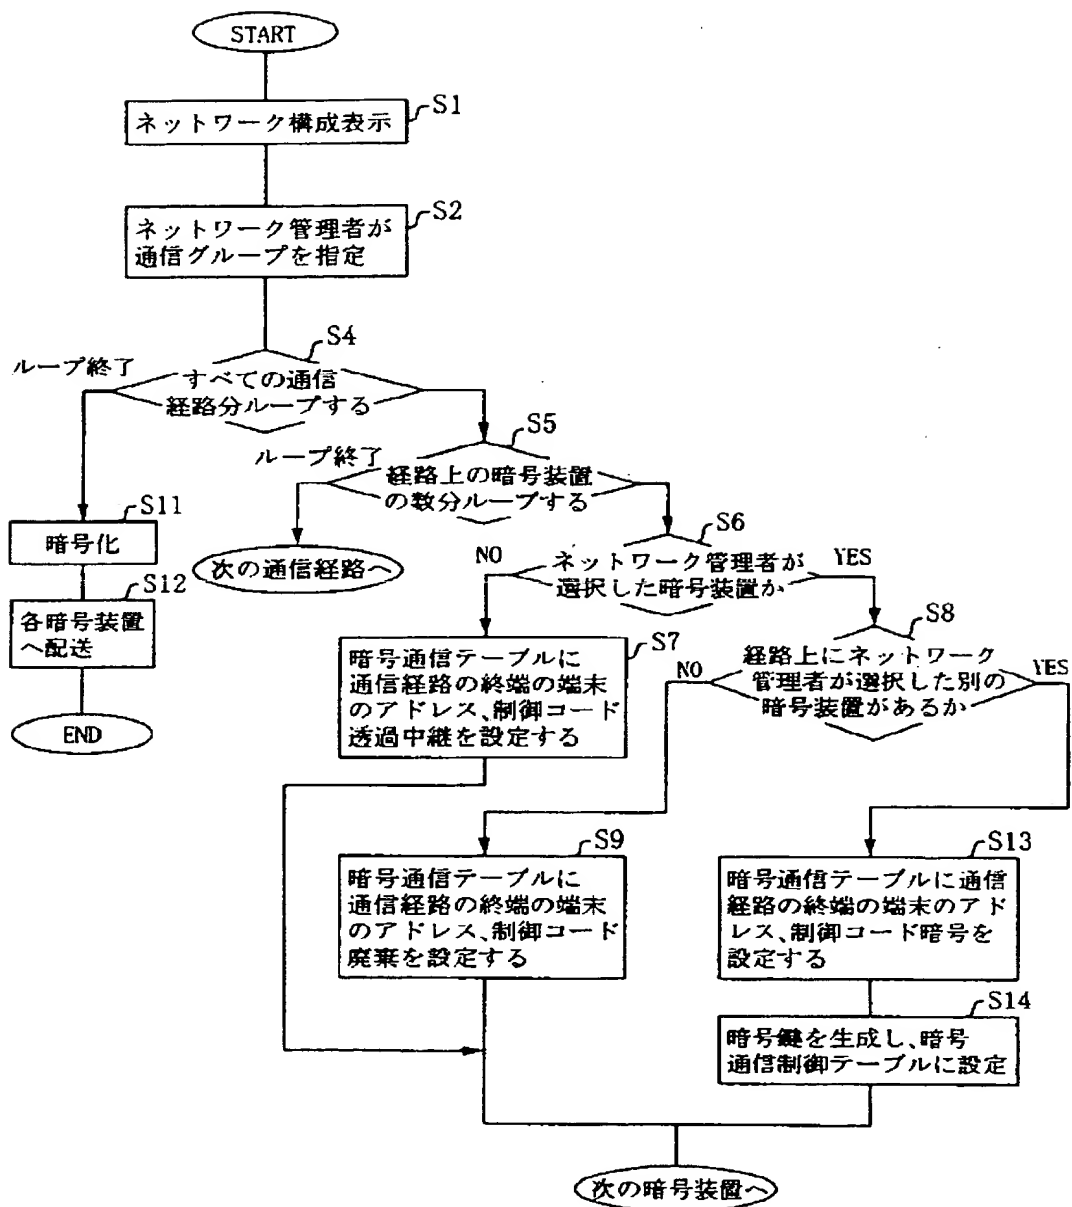 START
S1
ネットワーク構成表示
S2
ネットワーク管理者が
通信グループを指定
S4
ループ終了
すべての通信
経路分ループする
S5
ループ終了
経路上の暗号装置
の数分ループする
S11
暗号化
S12
各暗号装置
へ配送
END
次の通信経路へ
S6
NO
ネットワーク管理者が
選択した暗号装置か
YES
S7
暗号通信テーブルに
通信経路の終端の端末
のアドレス、制御コード
透過中継を設定する
S8
NO
経路上にネットワーク
管理者が選択した別の
暗号装置があるか
YES
S9
暗号通信テーブルに
通信経路の終端の端末
のアドレス、制御コード
廃棄を設定する
S13
暗号通信テーブルに通信
経路の終端の端末のアド
レス、制御コード暗号を
設定する
S14
暗号鍵を生成し、暗号
通信制御テーブルに設定
次の暗号装置へ